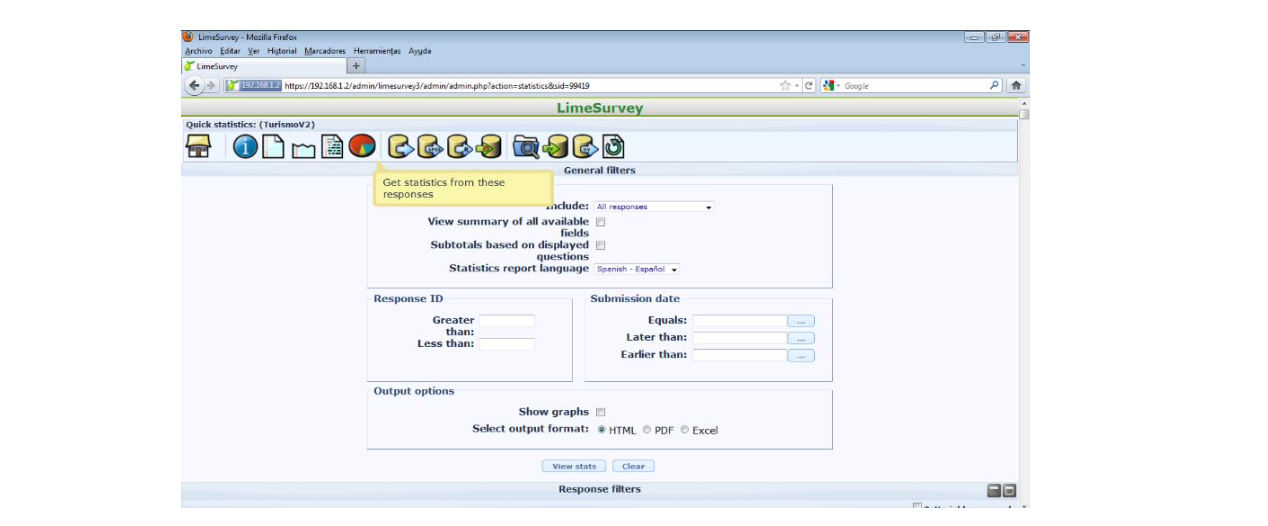 LimeSurvey - Mozilla Firefox
Archivo Editar Ver Historial Marcadores Herramientas Ayuda
LimeSurvey +
192.168.1.2 https://192.168.1.2/admin/limesurvey3/admin/admin.php?action=statistics&sid=99419 Google
LimeSurvey
Quick statistics: (TurismoV2)
General filters
Get statistics from these
responses
Include: All responses
View summary of all available
fields
Subtotals based on displayed
questions
Statistics report language Spanish - Español
Response ID
Greater
than:
Less than:
Submission date
Equals: ...
Later than: ...
Earlier than: ...
Output options
Show graphs
Select output format: HTML PDF Excel
View stats Clear
Response filters